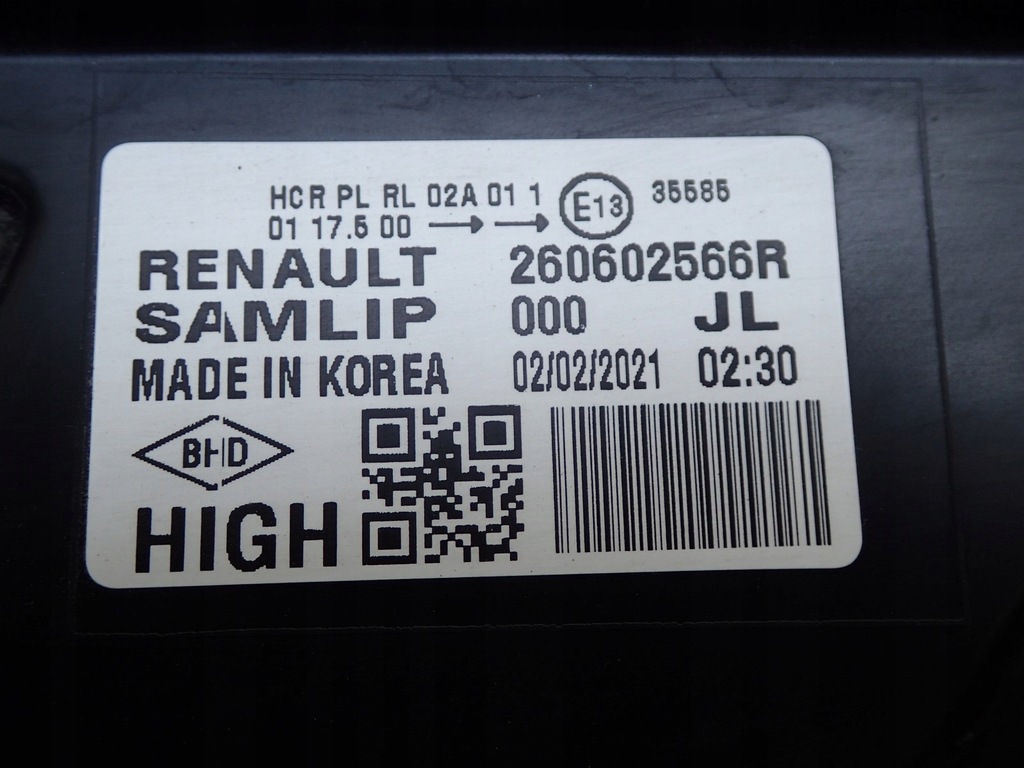 HCR PL RL 02A 01 1 E13 35585
01 17.5 00 → →
RENAULT 260602566R
SAMLIP 000 JL
MADE IN KOREA 02/02/2021 02:30
BHD
HIGH